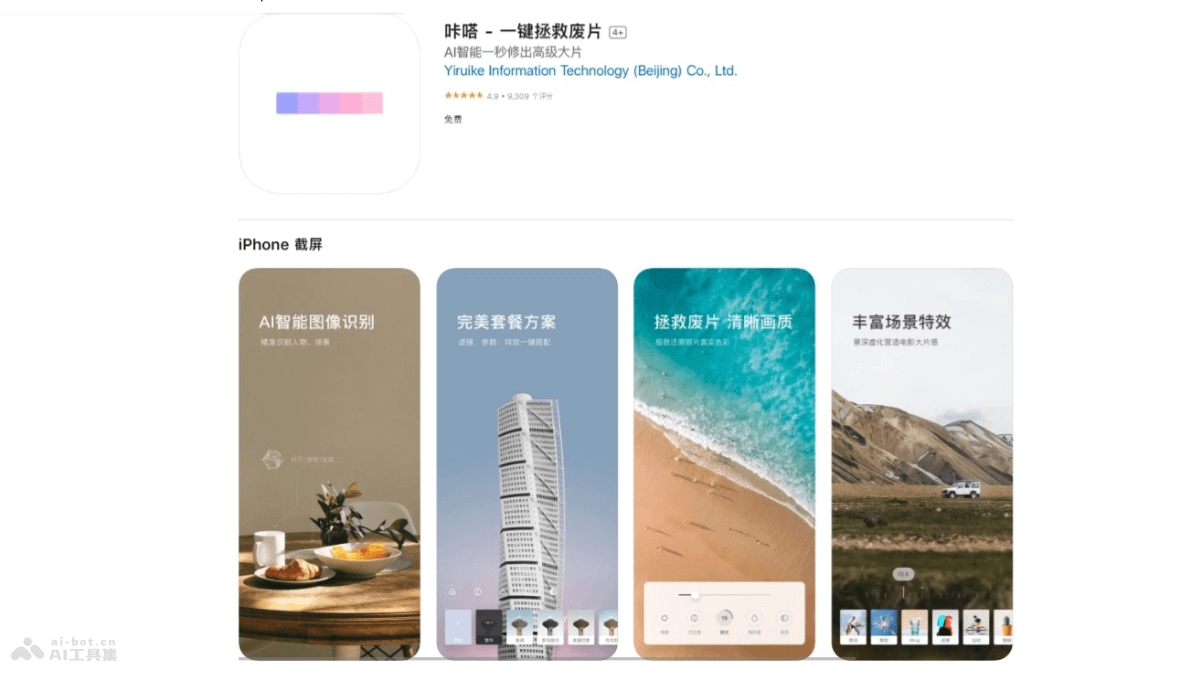 咔嗒 - 一键拯救废片 4+
AI智能一秒修出高级大片
Yiruike Information Technology (Beijing) Co., Ltd.
★★★★★ 4.9 • 9,309 个评分
免费
iPhone 截屏
AI智能图像识别
精准识别人物、场景
完美套餐方案
滤镜、参数、特效一键搭配
拯救废片 清晰画质
极致还原照片真实色彩
丰富场景特效
景深虚化营造电影大片感
ai-bot.cn
AI工具集